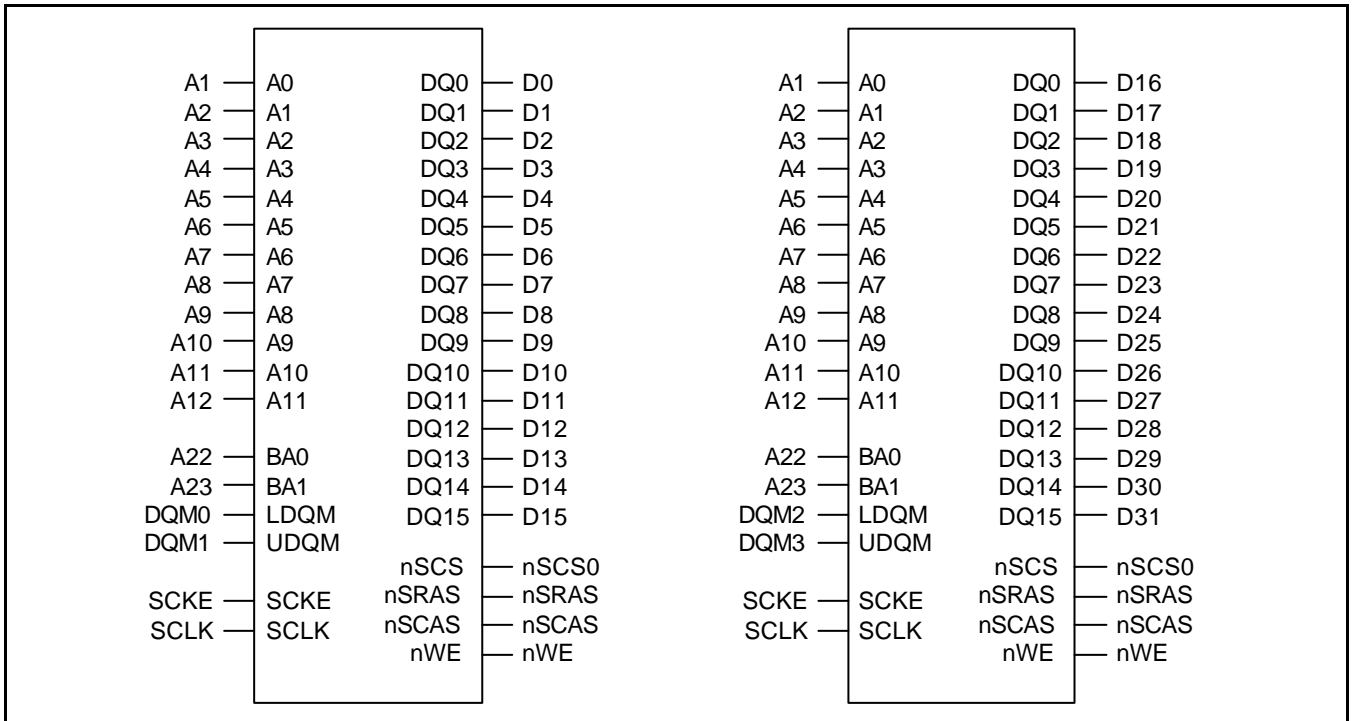 A1 A0 DQ0 D0
A2 A1 DQ1 D1
A3 A2 DQ2 D2
A4 A3 DQ3 D3
A5 A4 DQ4 D4
A6 A5 DQ5 D5
A7 A6 DQ6 D6
A8 A7 DQ7 D7
A9 A8 DQ8 D8
A10 A9 DQ9 D9
A11 A10 DQ10 D10
A12 A11 DQ11 D11
DQ12 D12
A22 BA0 DQ13 D13
A23 BA1 DQ14 D14
DQM0 LDQM DQ15 D15
DQM1 UDQM
nSCS nSCS0
SCKE SCKE nSRAS nSRAS
SCLK SCLK nSCAS nSCAS
nWE nWE
A1 A0 DQ0 D16
A2 A1 DQ1 D17
A3 A2 DQ2 D18
A4 A3 DQ3 D19
A5 A4 DQ4 D20
A6 A5 DQ5 D21
A7 A6 DQ6 D22
A8 A7 DQ7 D23
A9 A8 DQ8 D24
A10 A9 DQ9 D25
A11 A10 DQ10 D26
A12 A11 DQ11 D27
DQ12 D28
A22 BA0 DQ13 D29
A23 BA1 DQ14 D30
DQM2 LDQM DQ15 D31
DQM3 UDQM
nSCS nSCS0
SCKE SCKE nSRAS nSRAS
SCLK SCLK nSCAS nSCAS
nWE nWE